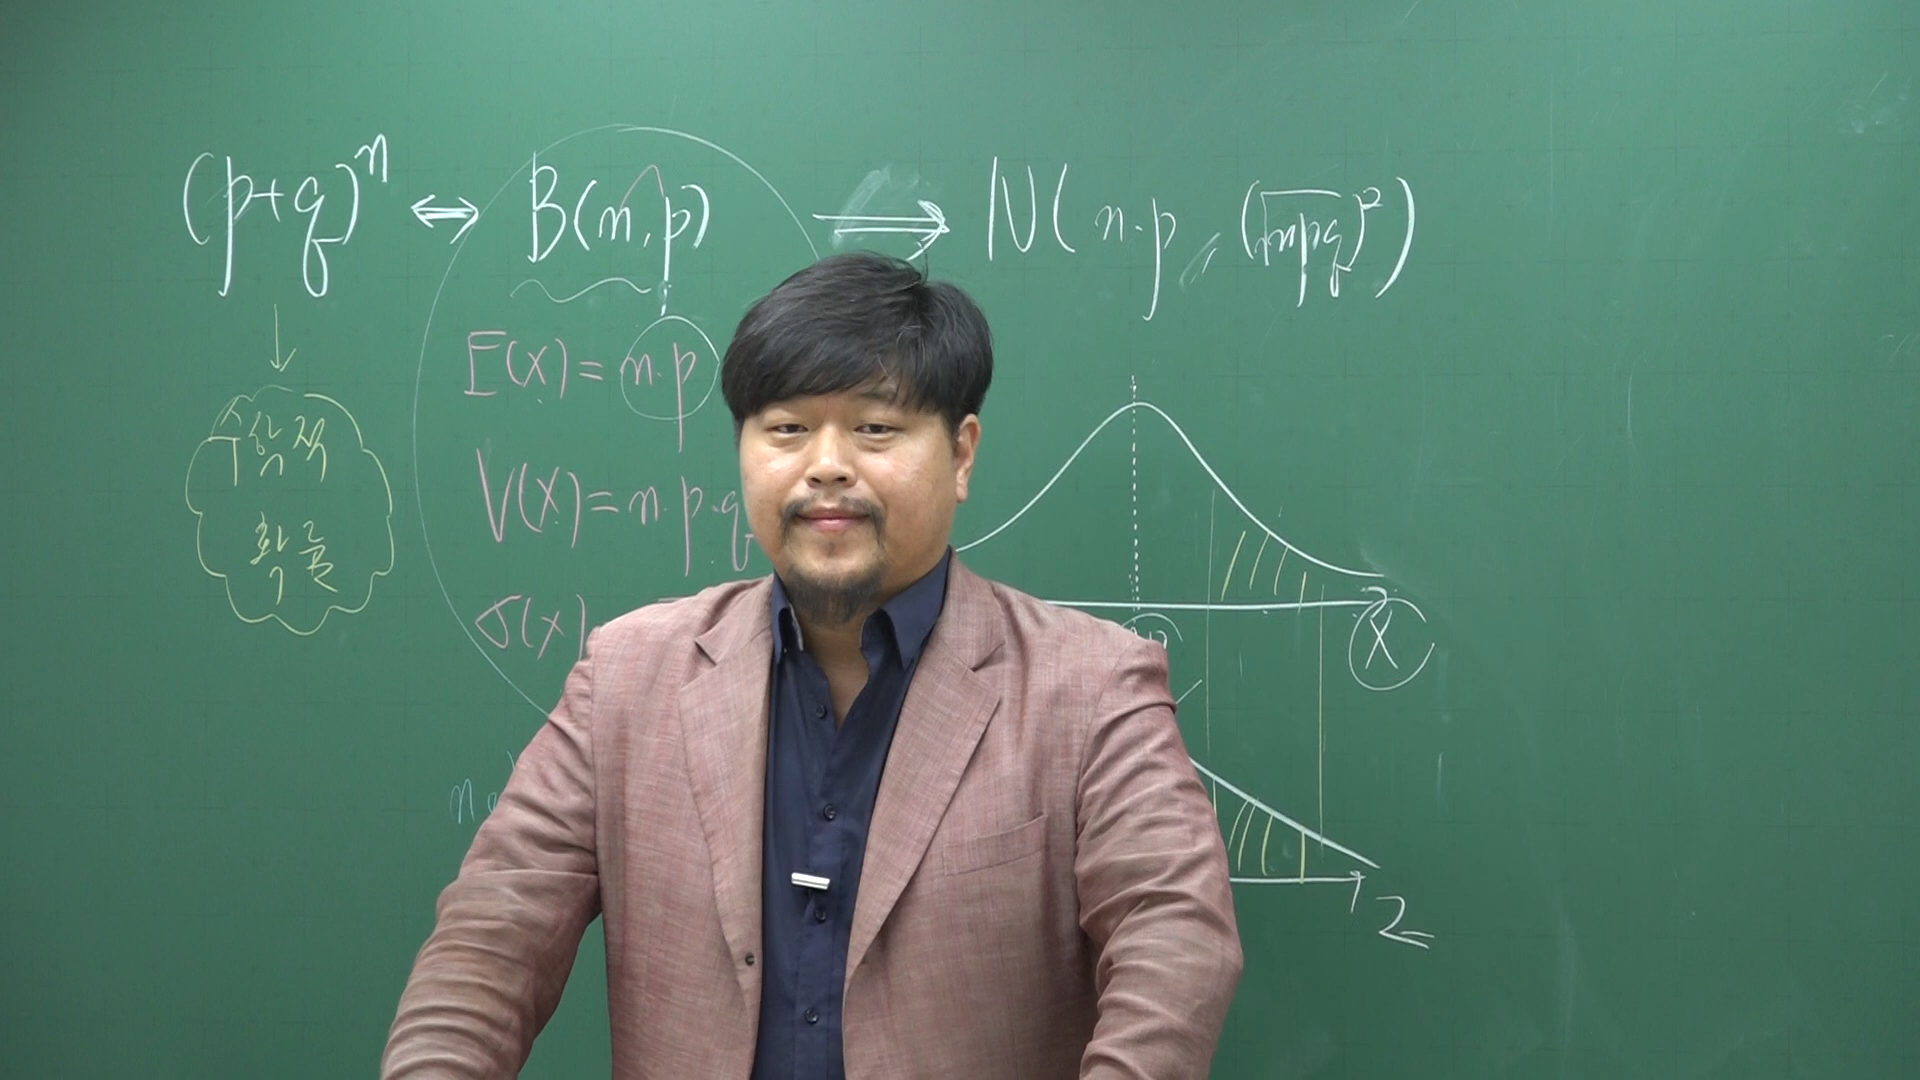 (p+q)ⁿ ⇔ B(n,p) ⇒ N(n·p, (√npq)²)
E(X)=n·p
수학적
확률
V(X)=n·p·q
σ(X)
X
Z